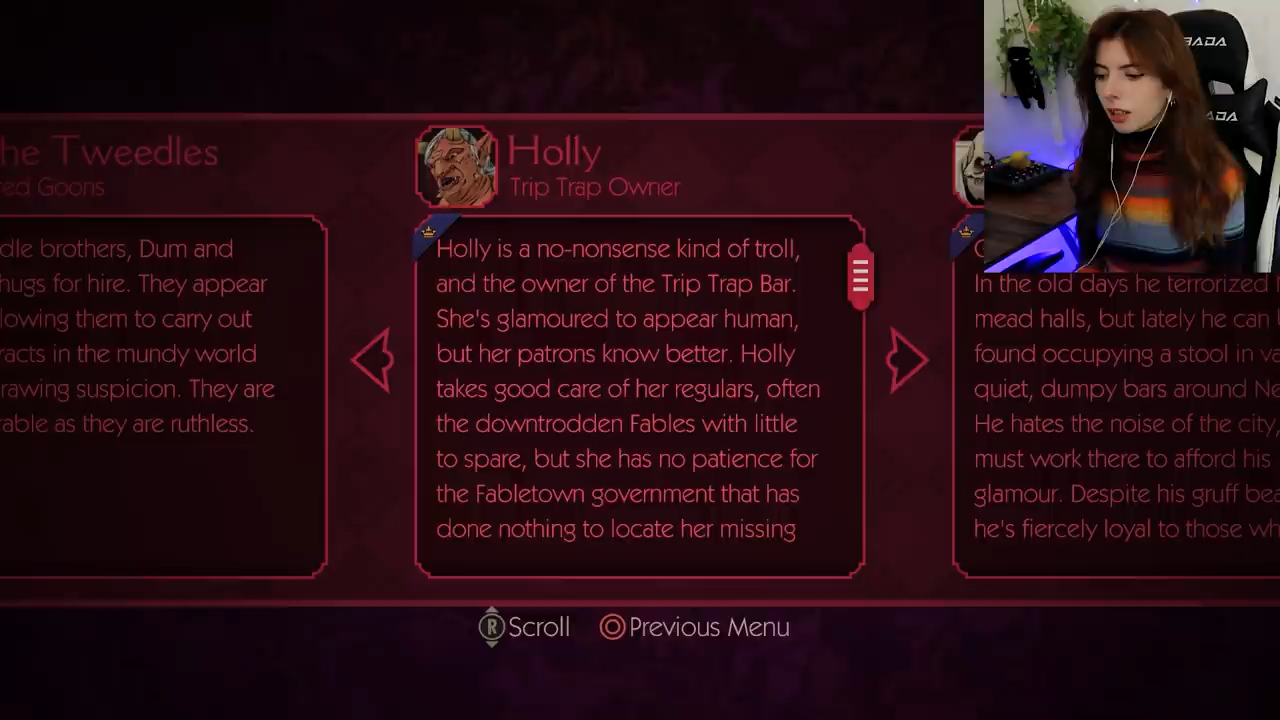 he Tweedles
red Goons
dle brothers, Dum and
hugs for hire. They appear
lowing them to carry out
racts in the mundy world
rawing suspicion. They are
rable as they are ruthless.
Holly
Trip Trap Owner
Holly is a no-nonsense kind of troll,
and the owner of the Trip Trap Bar.
She's glamoured to appear human,
but her patrons know better. Holly
takes good care of her regulars, often
the downtrodden Fables with little
to spare, but she has no patience for
the Fabletown government that has
done nothing to locate her missing
In the old days he terrorized
mead halls, but lately he can
found occupying a stool in va
quiet, dumpy bars around Ne
He hates the noise of the city,
must work there to afford his
glamour. Despite his gruff bea
he's fiercely loyal to those wh
R Scroll
Previous Menu
BADA
ADA